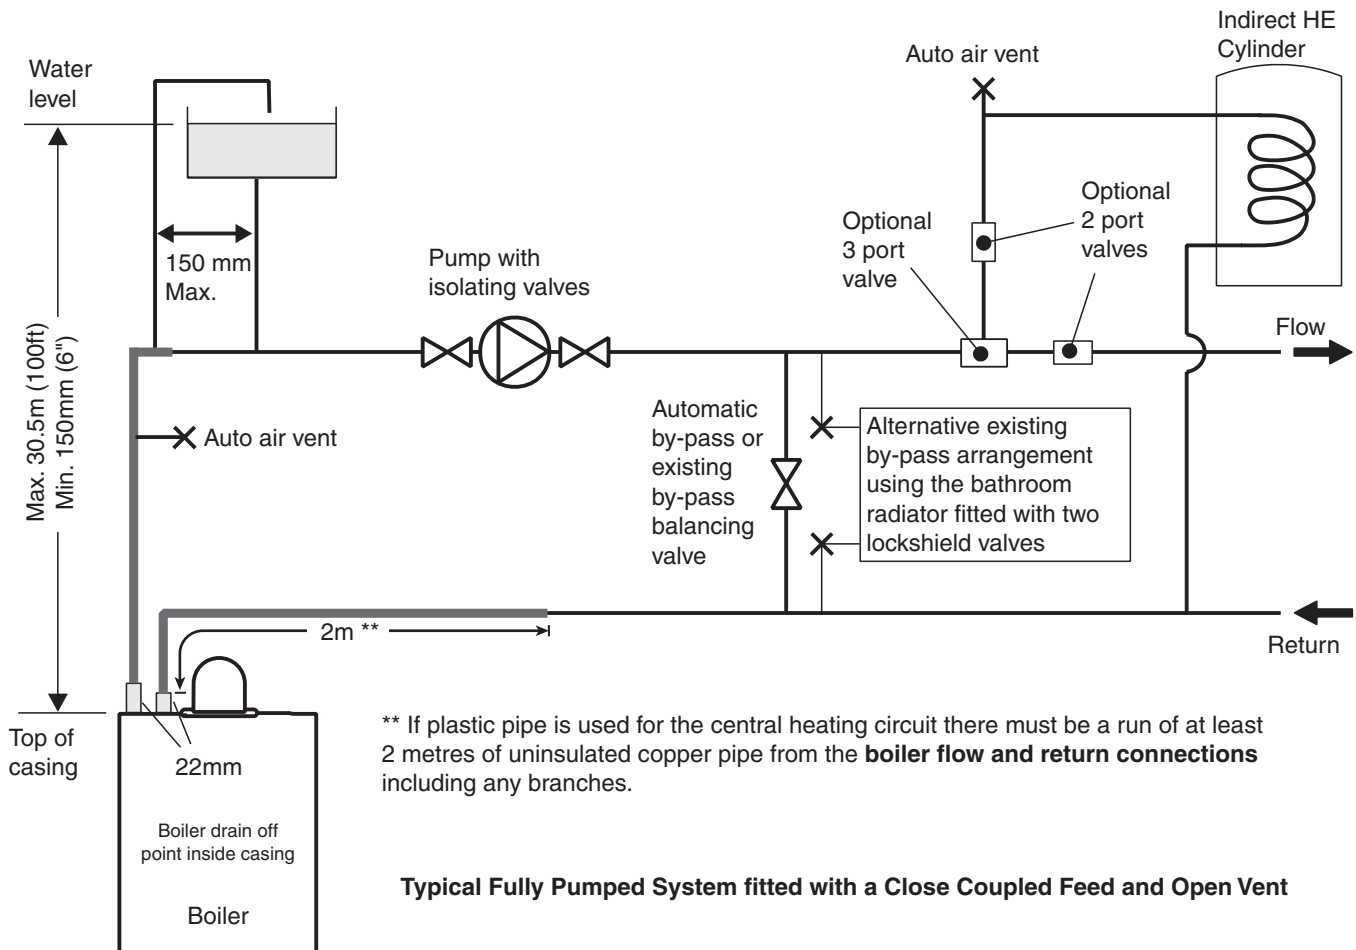 Indirect HE
Cylinder
Auto air vent
Water
level
Optional
2 port
valves
Optional
3 port
valve
150 mm
Max.
Pump with
isolating valves
Flow
Max. 30.5m (100ft)
Min. 150mm (6")
Auto air vent
Automatic
by-pass or
existing
by-pass
balancing
valve
Alternative existing
by-pass arrangement
using the bathroom
radiator fitted with two
lockshield valves
2m **
Return
Top of
casing
22mm
** If plastic pipe is used for the central heating circuit there must be a run of at least
2 metres of uninsulated copper pipe from the boiler flow and return connections
including any branches.
Boiler drain off
point inside casing
Boiler
Typical Fully Pumped System fitted with a Close Coupled Feed and Open Vent